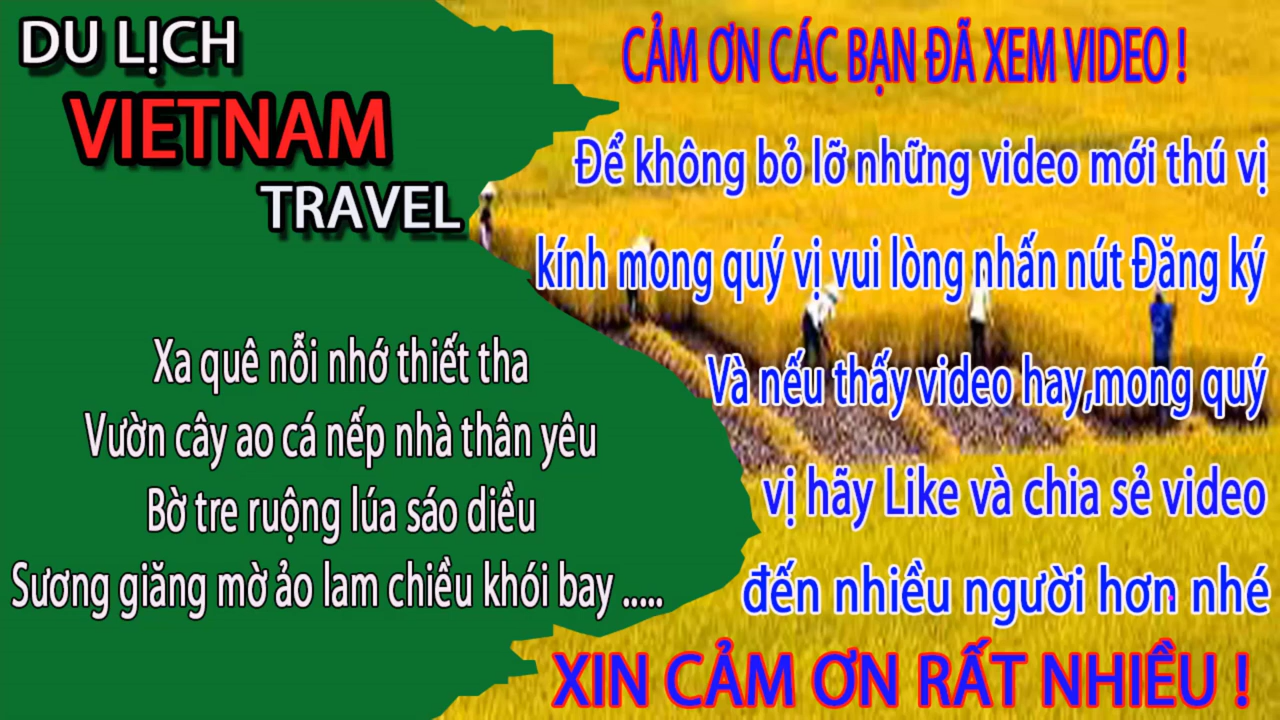 DU LỊCH
VIETNAM
TRAVEL
Xa quê nỗi nhớ thiết tha
Vườn cây ao cá nếp nhà thân yêu
Bờ tre ruộng lúa sáo diều
Sương giăng mờ ảo lam chiều khói bay .....
CẢM ƠN CÁC BẠN ĐÃ XEM VIDEO !
Để không bỏ lỡ những video mới thú vị
kính mong quý vị vui lòng nhấn nút Đăng ký
Và nếu thấy video hay,mong quý
vị hãy Like và chia sẻ video
đến nhiều người hơn nhé
XIN CẢM ƠN RẤT NHIỀU !